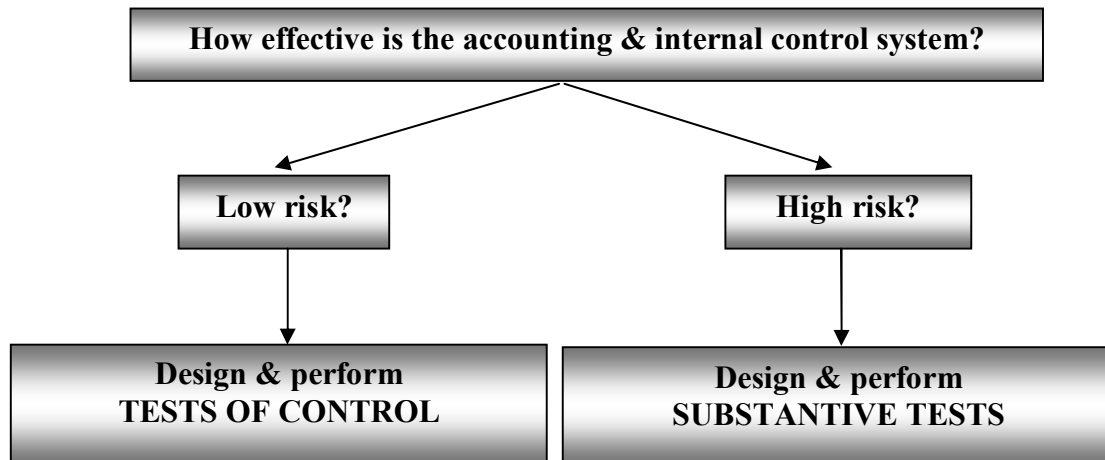 How effective is the accounting & internal control system?
Low risk?
High risk?
Design & perform
TESTS OF CONTROL
Design & perform
SUBSTANTIVE TESTS